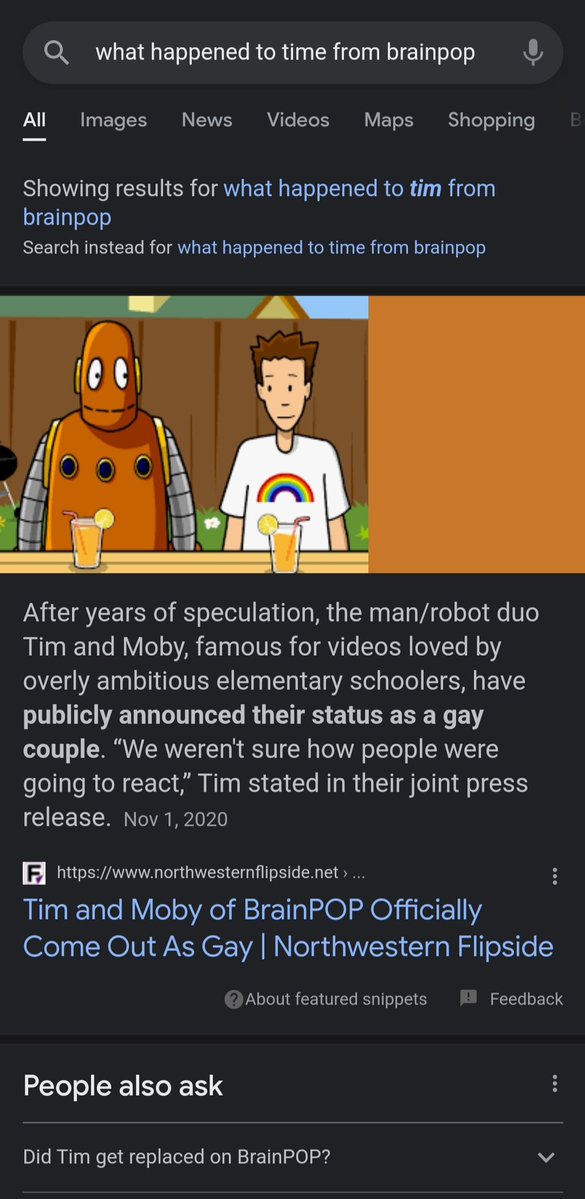 what happened to time from brainpop
All Images News Videos Maps Shopping B
Showing results for what happened to tim from
brainpop
Search instead for what happened to time from brainpop
After years of speculation, the man/robot duo
Tim and Moby, famous for videos loved by
overly ambitious elementary schoolers, have
publicly announced their status as a gay
couple. “We weren't sure how people were
going to react,” Tim stated in their joint press
release. Nov 1, 2020
F https://www.northwesternflipside.net › ...
Tim and Moby of BrainPOP Officially
Come Out As Gay | Northwestern Flipside
About featured snippets Feedback
People also ask
Did Tim get replaced on BrainPOP?